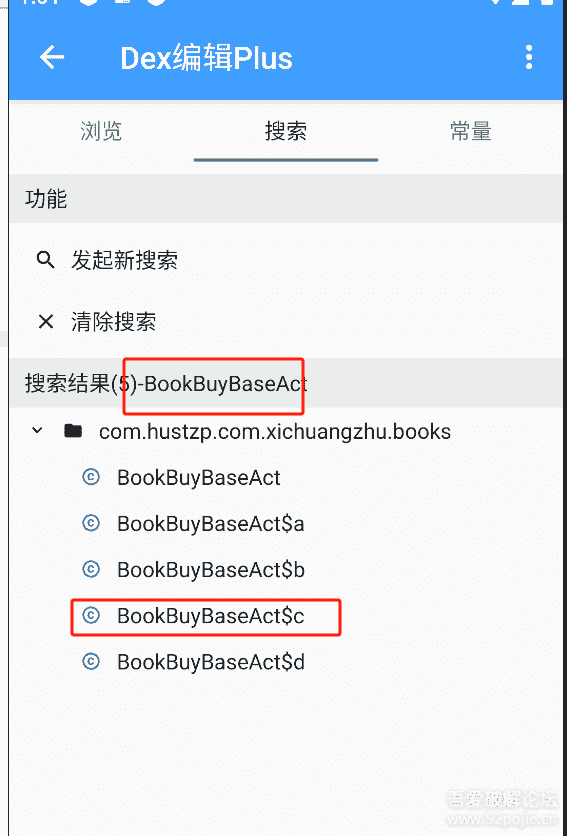 Dex编辑Plus
浏览 搜索 常量
功能
发起新搜索
清除搜索
搜索结果(5)-BookBuyBaseAct
com.hustzp.com.xichuangzhu.books
BookBuyBaseAct
BookBuyBaseAct$a
BookBuyBaseAct$b
BookBuyBaseAct$c
BookBuyBaseAct$d
吾爱破解论坛
www.52pojie.cn